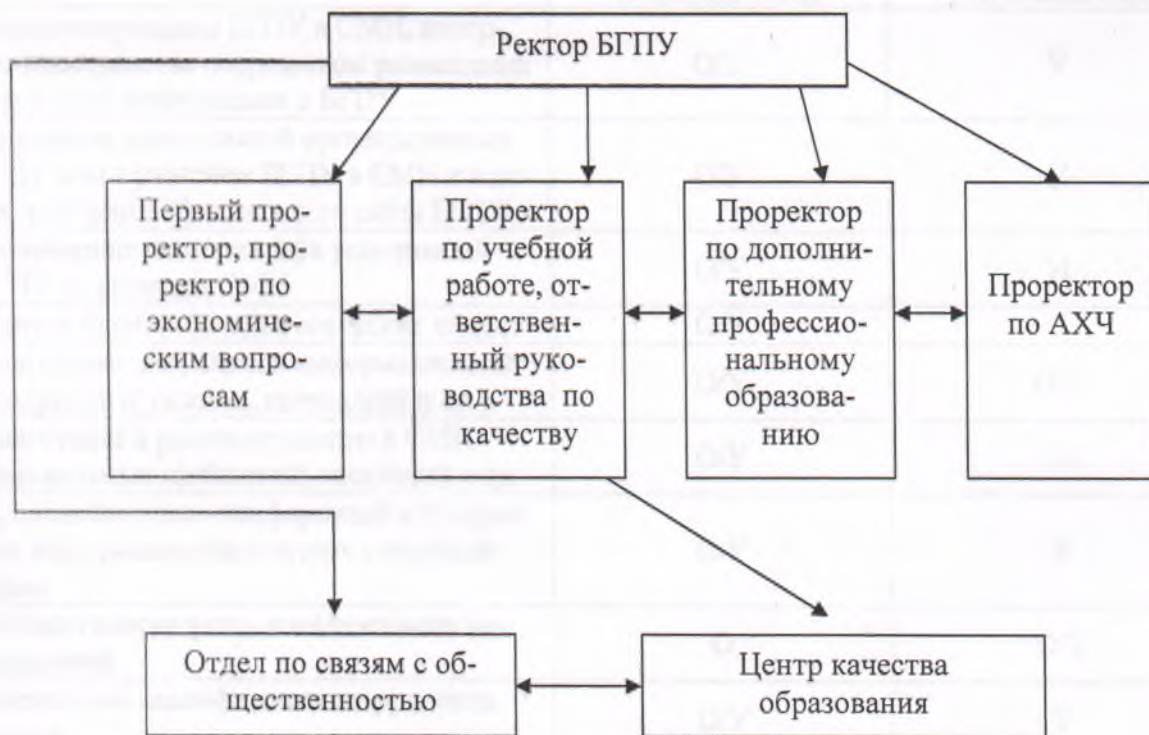 Ректор БГПУ
Первый про-
ректор, про-
ректор по
экономиче-
ским вопро-
сам
Проректор
по учебной
работе, от-
ветствен-
ный руко-
водства по
качеству
Проректор
по дополни-
тельному
профессио-
нальному
образова-
нию
Проректор
по АХЧ
Отдел по связям с об-
щественностью
Центр качества
образования